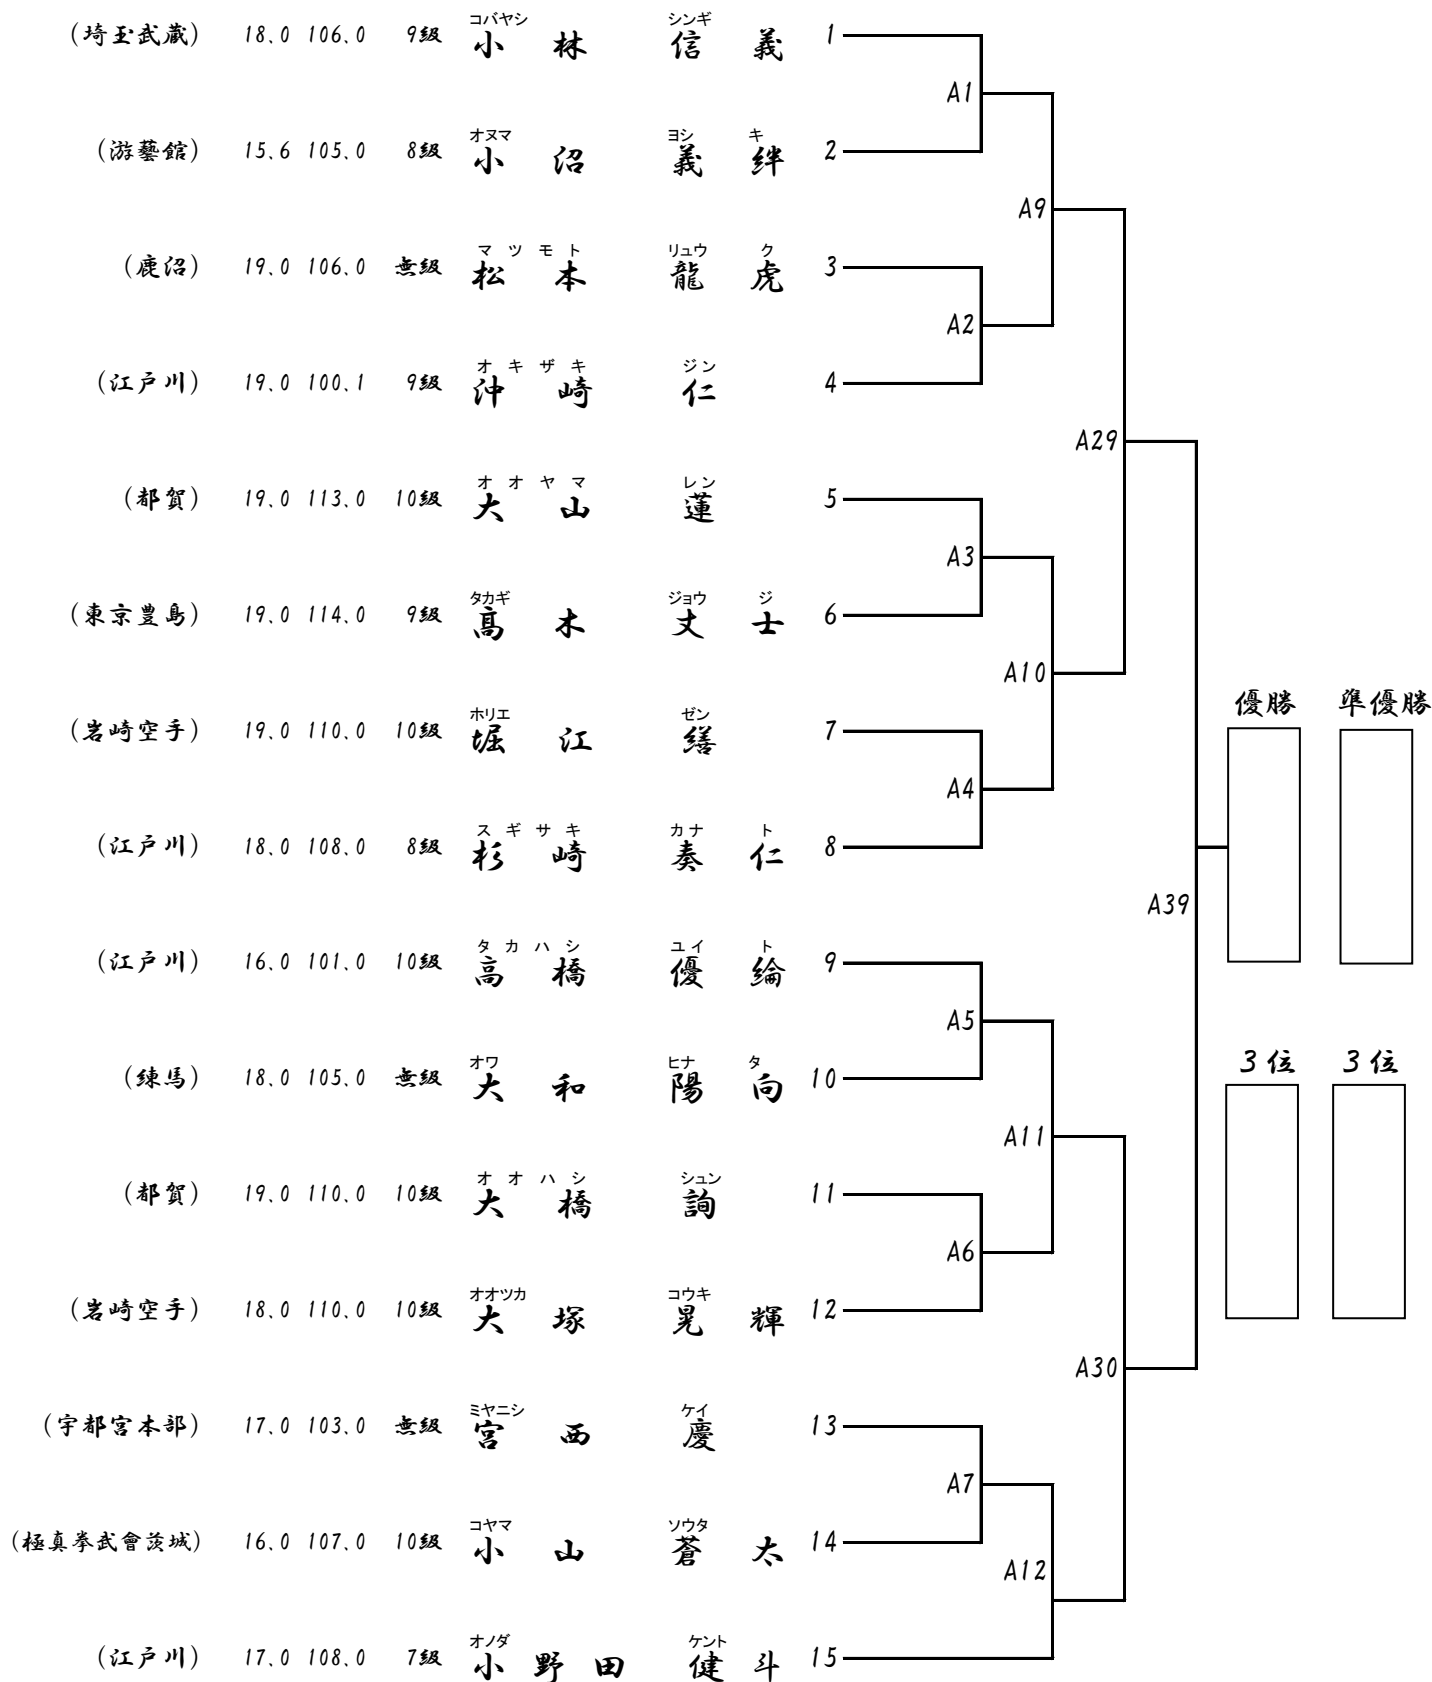 コバヤシ シンギ
(埼玉武蔵) 18.0 106.0 9級 小林 信義 1
A1
オヌマ ヨシ キ
(游藝館) 15.6 105.0 8級 小沼 義絆 2
A9
マツモト リュウ ク
(鹿沼) 19.0 106.0 無級 松本 龍虎 3
A2
オキザキ ジン
(江戸川) 19.0 100.1 9級 沖崎 仁 4
A29
オオヤマ レン
(都賀) 19.0 113.0 10級 大山 蓮 5
A3
タカギ ジョウ ジ
(東京豊島) 19.0 114.0 9級 髙木 丈士 6
A10
優勝 準優勝
ホリエ ゼン
(岩崎空手) 19.0 110.0 10級 堀江 繕 7
A4
スギサキ カナ ト
(江戸川) 18.0 108.0 8級 杉崎 奏仁 8
A39
タカハシ ユイ ト
(江戸川) 16.0 101.0 10級 高橋 優綸 9
A5
3位 3位
オワ ヒナ タ
(練馬) 18.0 105.0 無級 大和 陽向 10
A11
オオハシ シュン
(都賀) 19.0 110.0 10級 大橋 詢 11
A6
オオツカ コウキ
(岩崎空手) 18.0 110.0 10級 大塚 晃輝 12
A30
ミヤニシ ケイ
(宇都宮本部) 17.0 103.0 無級 宮西 慶 13
A7
コヤマ ソウタ
(極真拳武會茨城) 16.0 107.0 10級 小山 蒼太 14
A12
オノダ ケント
(江戸川) 17.0 108.0 7級 小野田 健斗 15